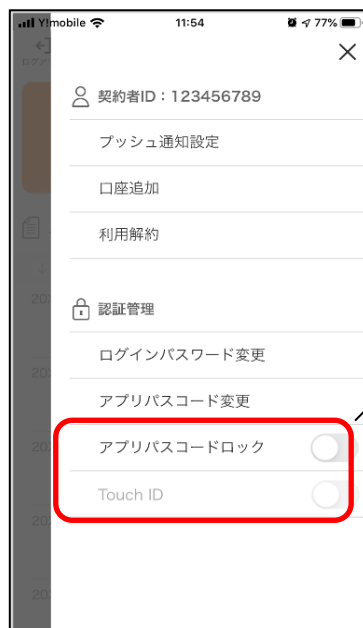 Y!mobile 11:54 77%
契約者ID：123456789
プッシュ通知設定
口座追加
利用解約
認証管理
ログインパスワード変更
アプリパスコード変更
アプリパスコードロック
Touch ID